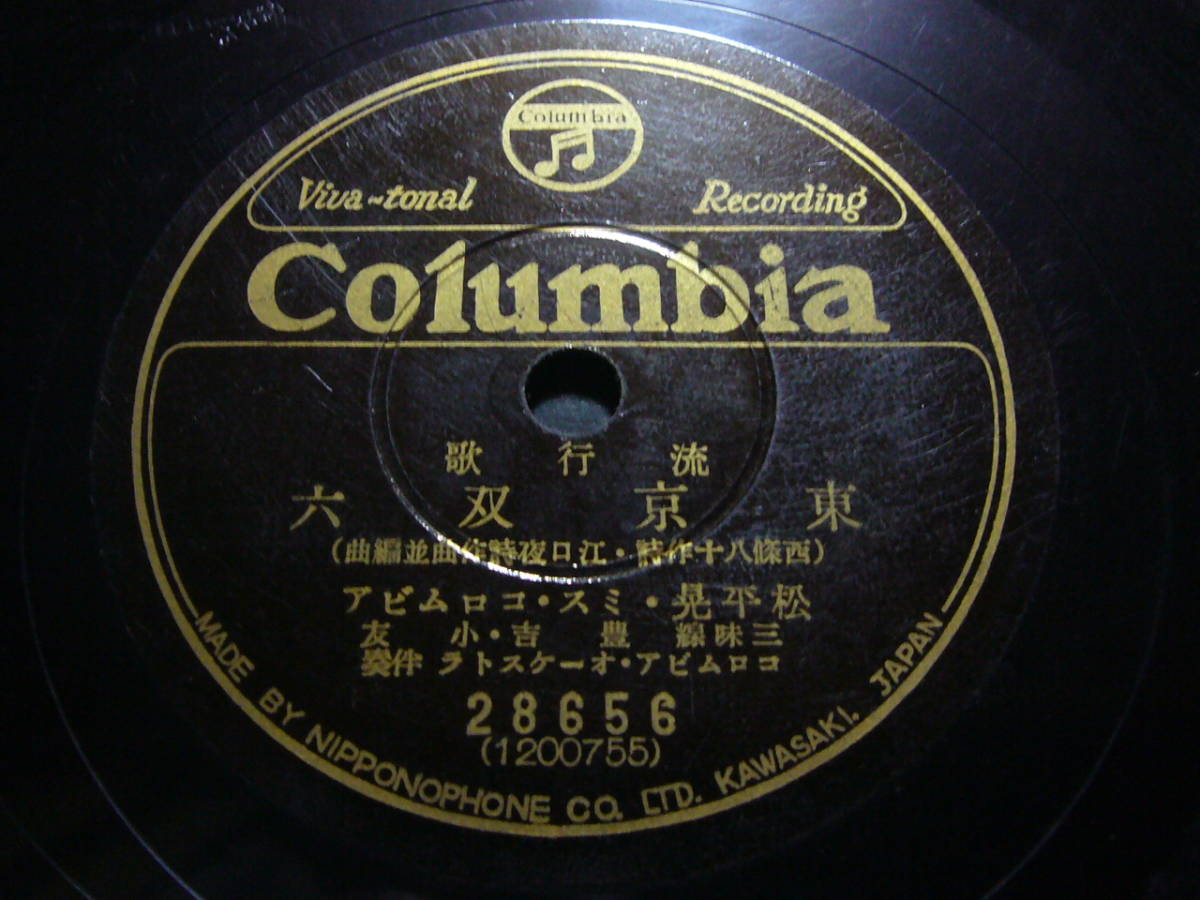 Columbia
Viva-tonal Recording
Columbia
流行歌
東京双六
(西條八十作詩・江口夜詩作曲並編曲)
松平晃・ミス・コロムビア
三味線 豊吉・小友
コロムビア・オーケストラ 伴奏
28656
(1200755)
MADE BY NIPPONOPHONE CO. LTD. KAWASAKI, JAPAN